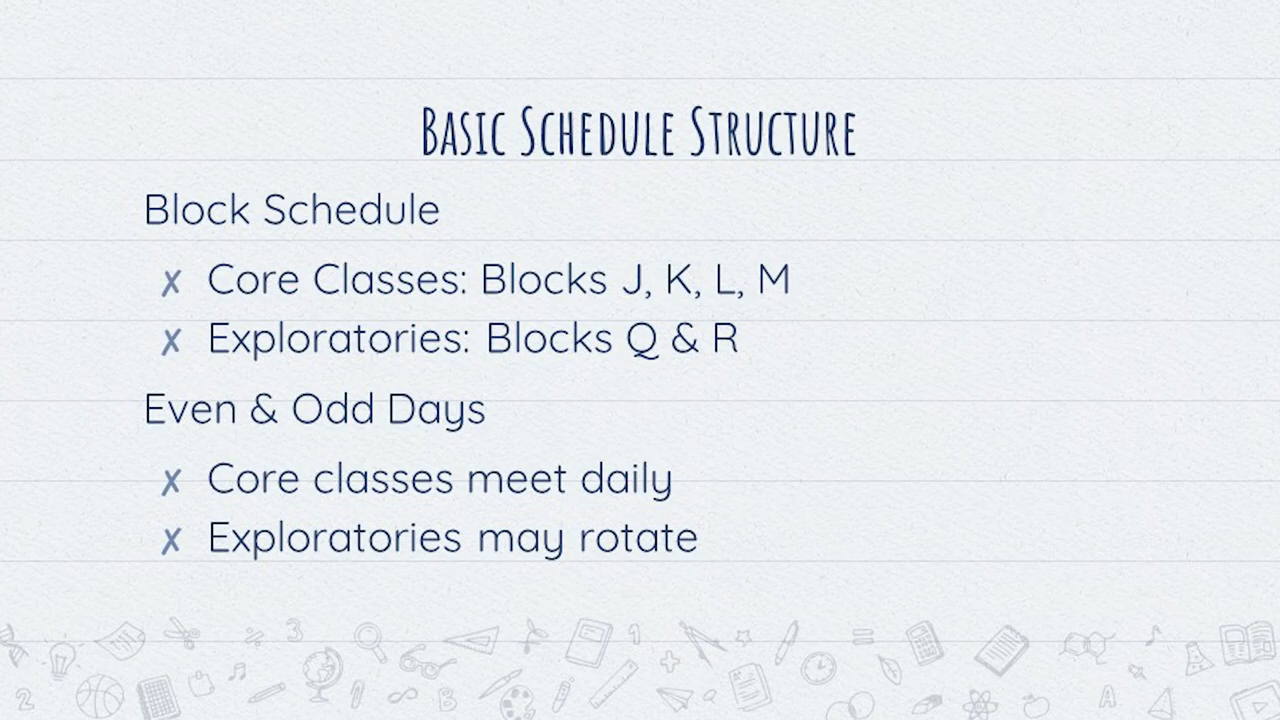 Basic Schedule Structure
Block Schedule
✗ Core Classes: Blocks J, K, L, M
✗ Exploratories: Blocks Q & R
Even & Odd Days
✗ Core classes meet daily
✗ Exploratories may rotate